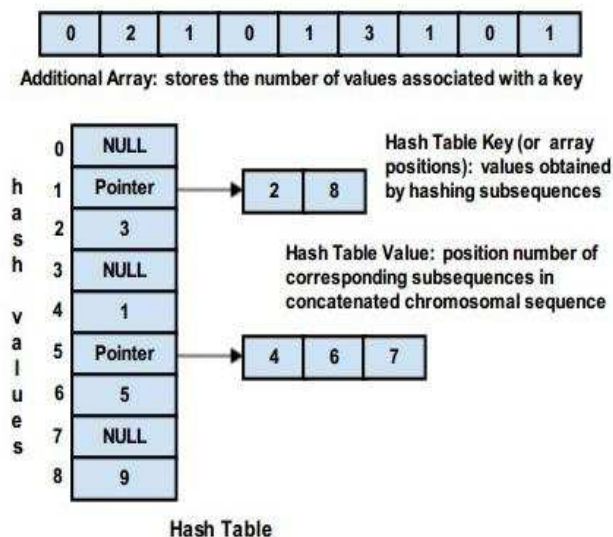 0 2 1 0 1 3 1 0 1
Additional Array: stores the number of values associated with a key
Hash Table Key (or array
positions): values obtained
by hashing subsequences
Hash Table Value: position number of
corresponding subsequences in
concatenated chromosomal sequence
hash values
0 NULL
1 Pointer 2 8
2 3
3 NULL
4 1
5 Pointer 4 6 7
6 5
7 NULL
8 9
Hash Table